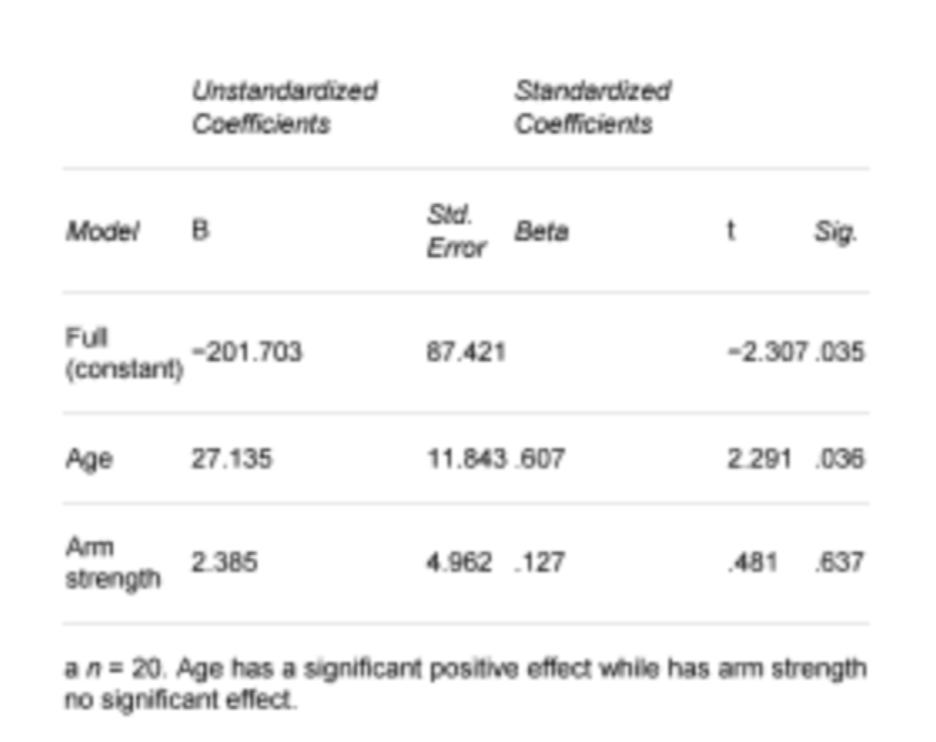 Unstandardized Coefficients Standardized Coefficients
Model B Std. Error Beta t Sig.
Full (constant) −201.703 87.421 −2.307 .035
Age 27.135 11.843 .607 2.291 .036
Arm strength 2.385 4.962 .127 .481 .637
a n = 20. Age has a significant positive effect while has arm strength
no significant effect.